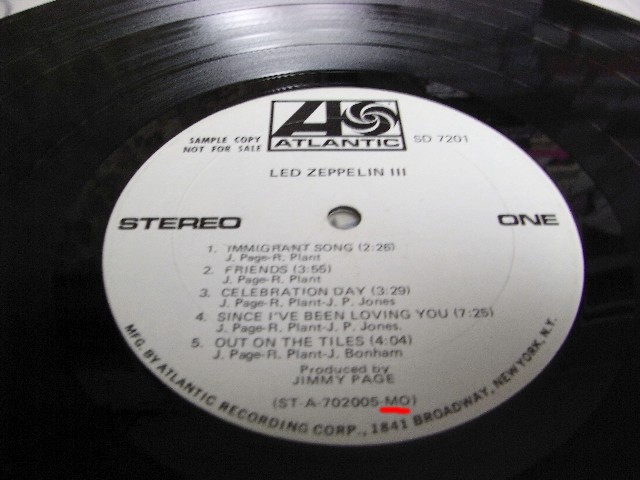 SAMPLE COPY
NOT FOR SALE
ATLANTIC
SD 7201
LED ZEPPELIN III
STEREO
ONE
1. IMMIGRANT SONG (2:26)
J. Page-R. Plant
2. FRIENDS (3:55)
J. Page-R. Plant
3. CELEBRATION DAY (3:29)
J. Page-R. Plant-J. P. Jones
4. SINCE I'VE BEEN LOVING YOU (7:25)
J. Page-R. Plant-J. P. Jones.
5. OUT ON THE TILES (4:04)
J. Page-R. Plant-J. Bonham
Produced by
JIMMY PAGE
(ST-A-702005-MO)
MFG. BY ATLANTIC RECORDING CORP., 1841 BROADWAY, NEW YORK, N.Y.